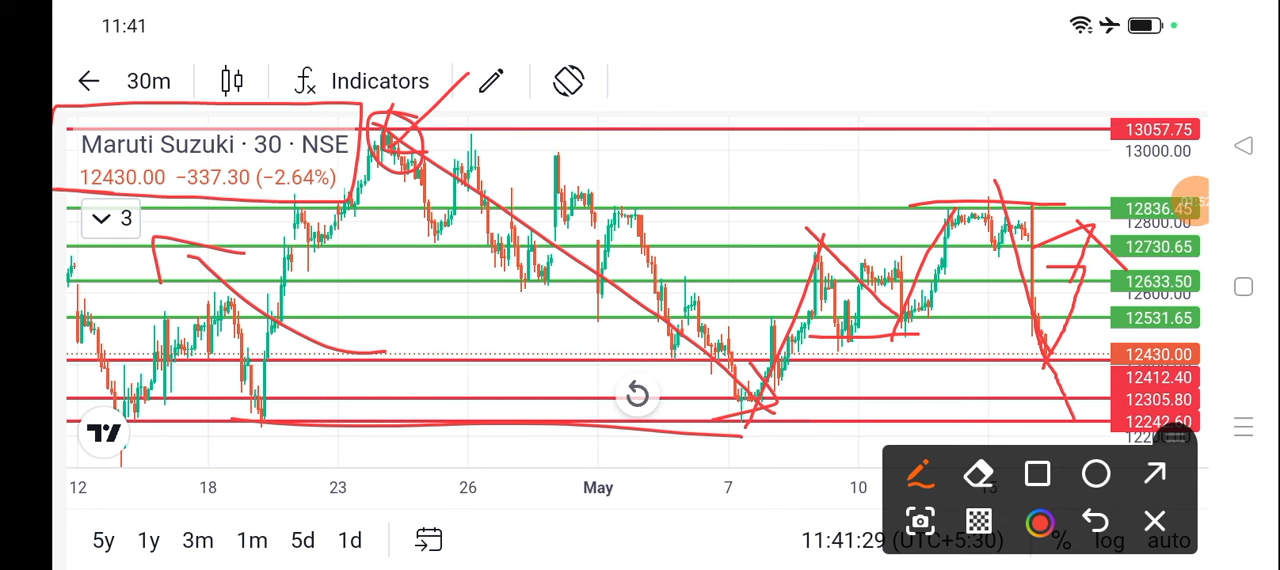 11:41
30m
Indicators
Maruti Suzuki · 30 · NSE
12430.00 −337.30 (−2.64%)
3
13057.75
13000.00
12836.45
12800.00
12730.65
12633.50
12600.00
12531.65
12430.00
12412.40
12305.80
12242.60
12 18 23 26 May 7 10 15
5y 1y 3m 1m 5d 1d
11:41:29 (UTC+5:30) % log auto